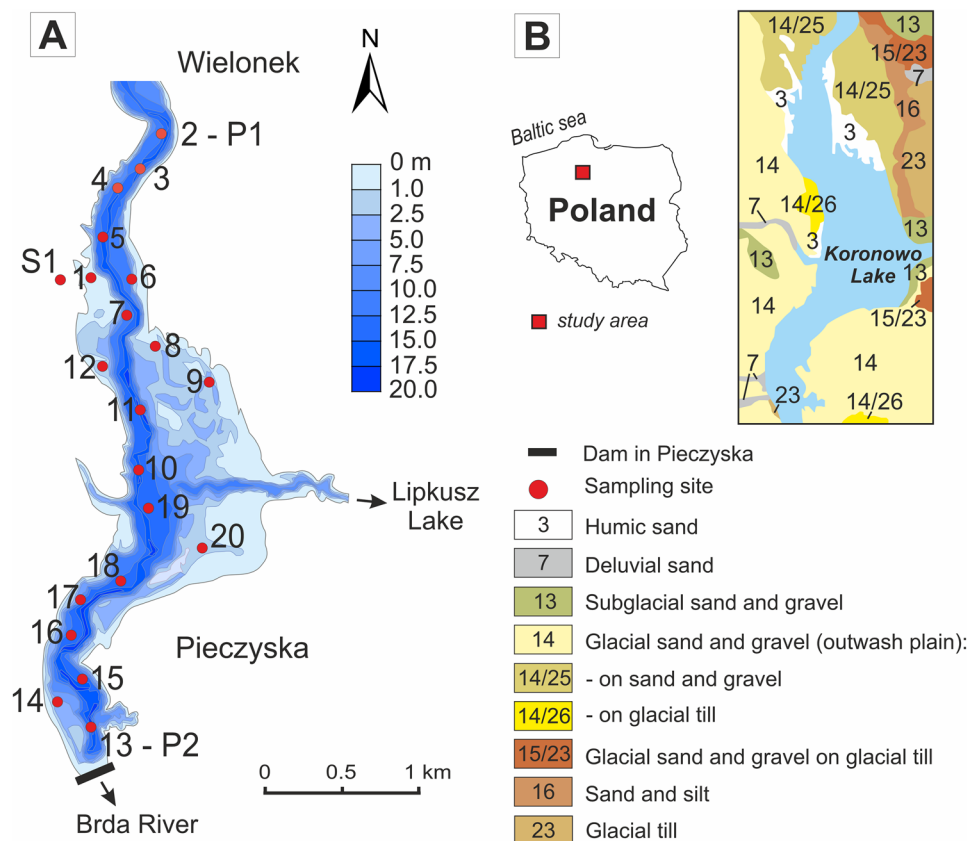 A
Wielonek
N
2 - P1
3
4
5
S1
1
6
7
8
12
9
11
10
19
20
18
17
16
15
14
13 - P2
0 m
1.0
2.5
5.0
7.5
10.0
12.5
15.0
17.5
20.0
Lipkusz
Lake
Pieczyska
0 0.5 1 km
Brda River
B
Baltic sea
Poland
study area
14/25
13
15/23
7
3
14/25
16
3
14
23
7
14/26
3
13
13
Koronowo
Lake
13
14
15/23
7
14
23
14/26
Dam in Pieczyska
Sampling site
3 Humic sand
7 Deluvial sand
13 Subglacial sand and gravel
14 Glacial sand and gravel (outwash plain):
14/25 - on sand and gravel
14/26 - on glacial till
15/23 Glacial sand and gravel on glacial till
16 Sand and silt
23 Glacial till